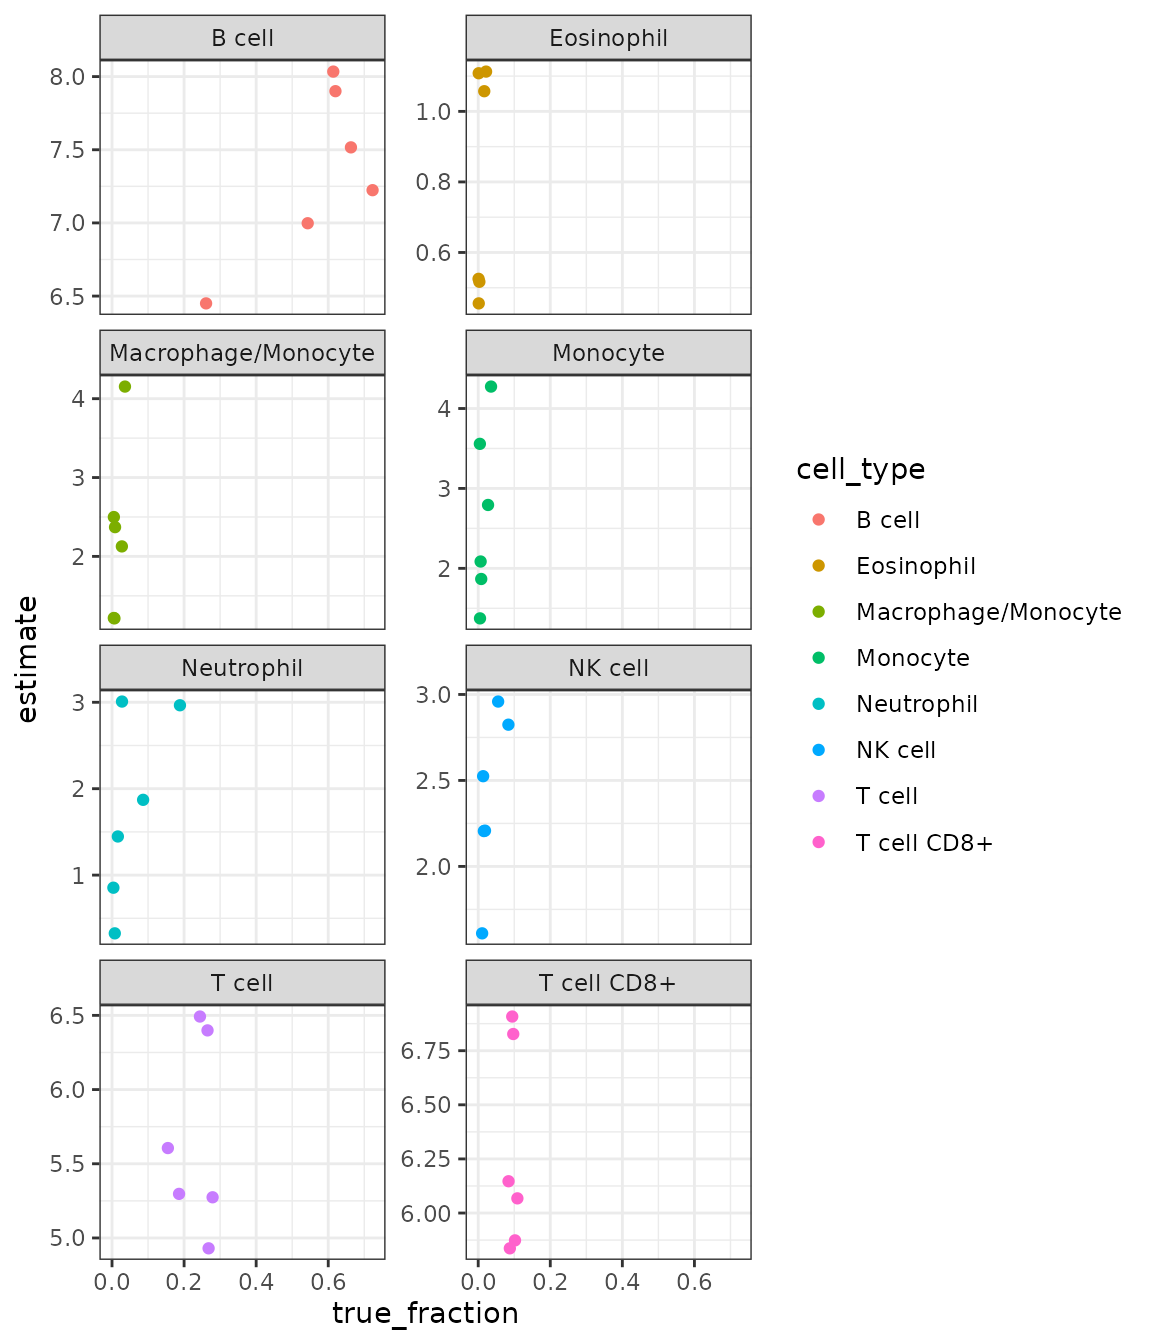 B cell
Eosinophil
8.0
7.5
7.0
6.5
1.0
0.8
0.6
Macrophage/Monocyte
Monocyte
4
3
2
4
3
2
Neutrophil
NK cell
3
2
1
3.0
2.5
2.0
T cell
T cell CD8+
6.5
6.0
5.5
5.0
6.75
6.50
6.25
6.00
0.0 0.2 0.4 0.6
0.0 0.2 0.4 0.6
true_fraction
estimate
cell_type
B cell
Eosinophil
Macrophage/Monocyte
Monocyte
Neutrophil
NK cell
T cell
T cell CD8+